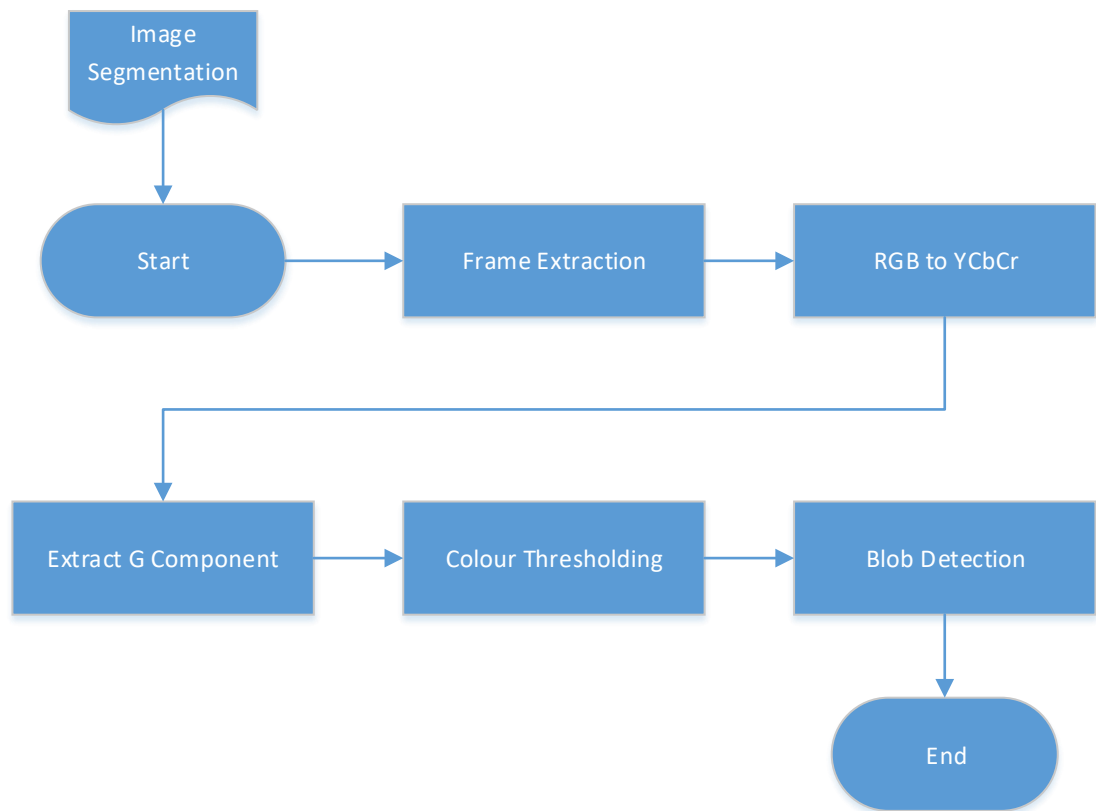 Image
Segmentation
Start
Frame Extraction
RGB to YCbCr
Extract G Component
Colour Thresholding
Blob Detection
End